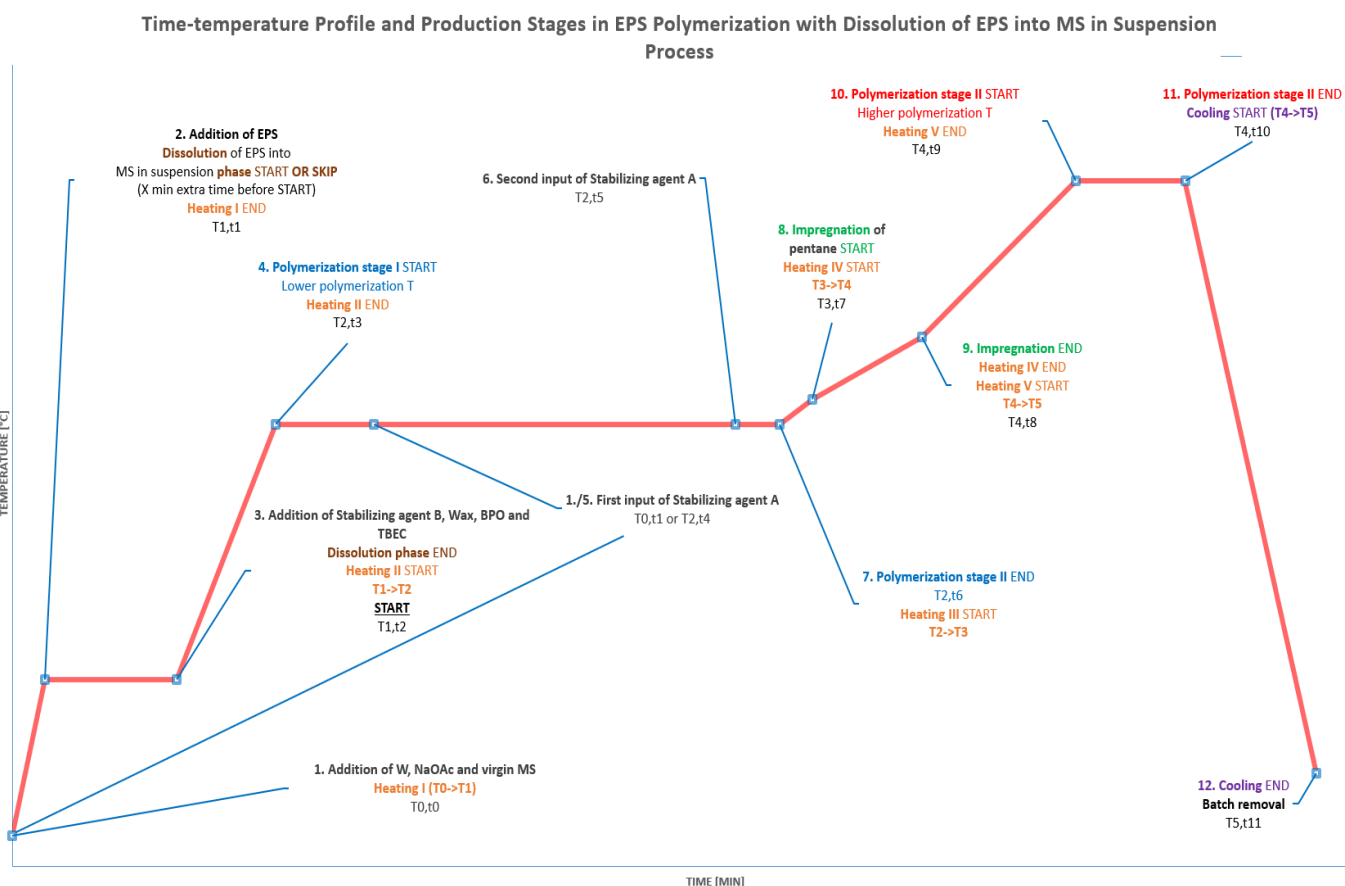 Time-temperature Profile and Production Stages in EPS Polymerization with Dissolution of EPS into MS in Suspension
Process
2. Addition of EPS
Dissolution of EPS into
MS in suspension phase START OR SKIP
(X min extra time before START)
Heating I END
T1,t1
4. Polymerization stage I START
Lower polymerization T
Heating II END
T2,t3
6. Second input of Stabilizing agent A
T2,t5
8. Impregnation of
pentane START
Heating IV START
T3->T4
T3,t7
10. Polymerization stage II START
Higher polymerization T
Heating V END
T4,t9
11. Polymerization stage II END
Cooling START (T4->T5)
T4,t10
9. Impregnation END
Heating IV END
Heating V START
T4->T5
T4,t8
3. Addition of Stabilizing agent B, Wax, BPO and
TBEC
Dissolution phase END
Heating II START
T1->T2
START
T1,t2
1./5. First input of Stabilizing agent A
T0,t1 or T2,t4
7. Polymerization stage II END
T2,t6
Heating III START
T2->T3
1. Addition of W, NaOAc and virgin MS
Heating I (T0->T1)
T0,t0
12. Cooling END
Batch removal
T5,t11
TEMPERATURE [°C]
TIME [MIN]